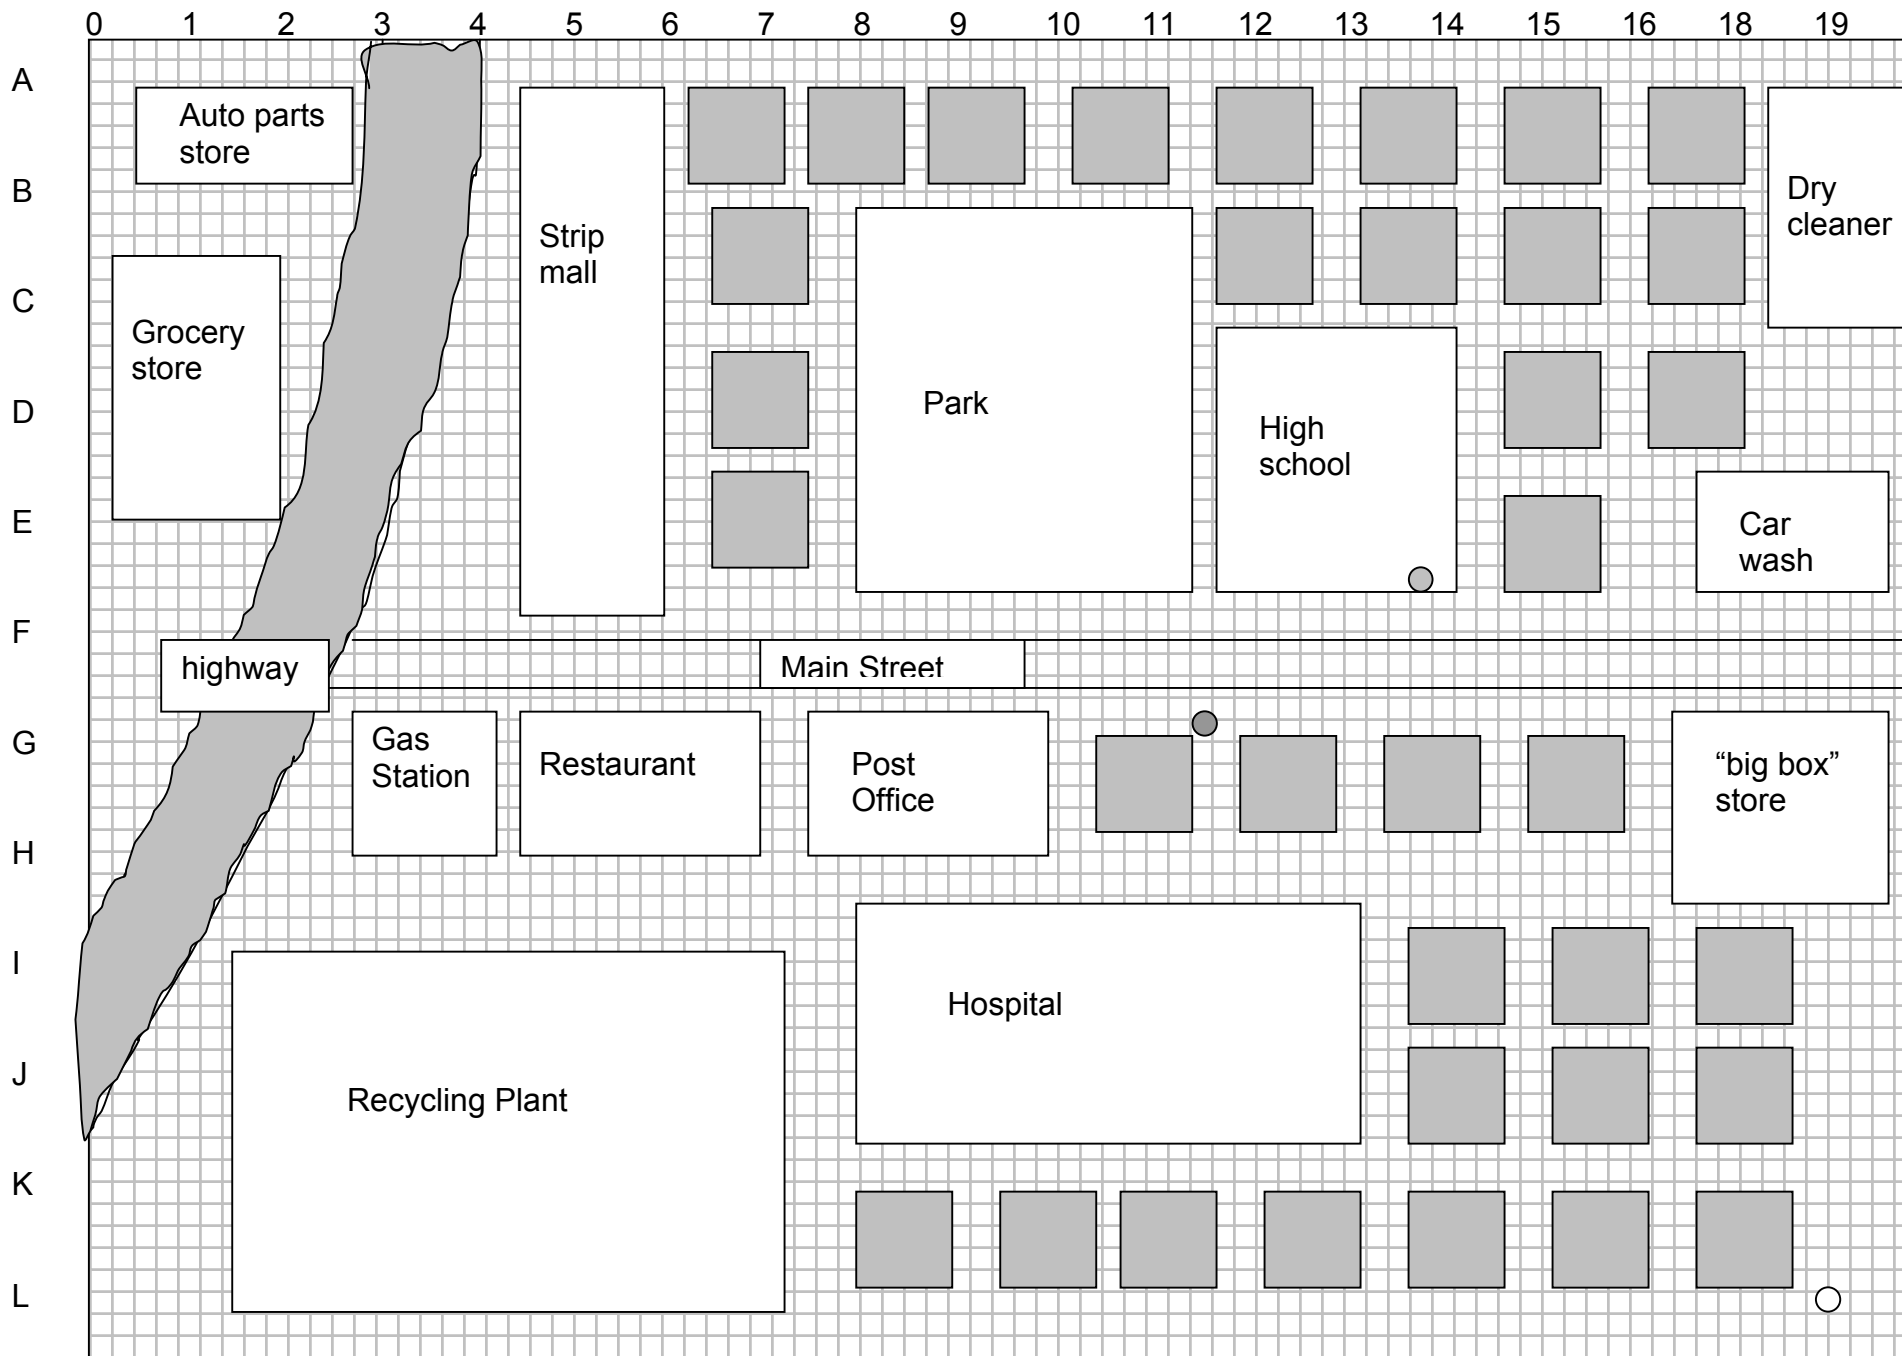 0 1 2 3 4 5 6 7 8 9 10 11 12 13 14 15 16 18 19
A
Auto parts
store
B
Dry
cleaner
Strip
mall
C
Grocery
store
D
Park
High
school
E
Car
wash
F
highway
Main Street
G
Gas
Station
Restaurant
Post
Office
“big box”
store
H
I
Hospital
J
Recycling Plant
K
L